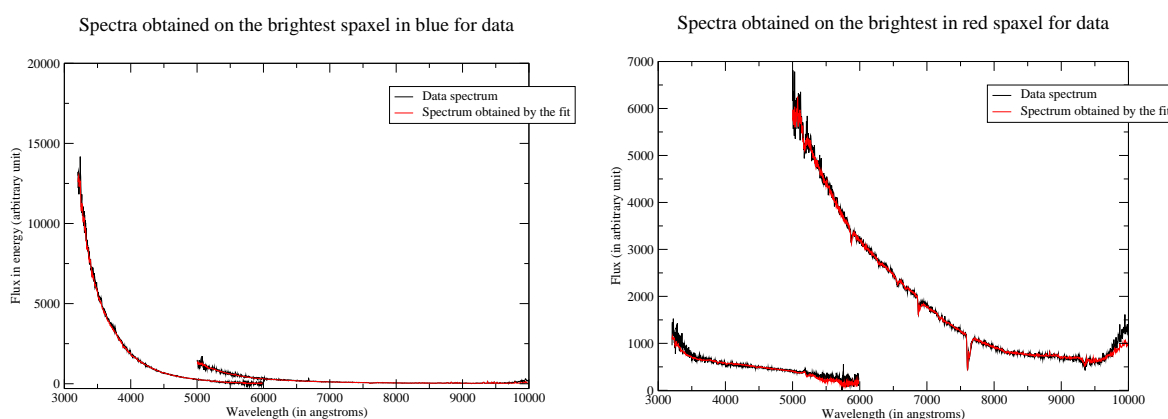 Spectra obtained on the brightest spaxel in blue for data
20000
15000
10000
5000
0
Flux in energy (arbitrary unit)
Data spectrum
Spectrum obtained by the fit
3000 4000 5000 6000 7000 8000 9000 10000
Wavelength (in angstroms)
Spectra obtained on the brightest in red spaxel for data
7000
6000
5000
4000
3000
2000
1000
0
Flux (in arbitrary unit)
Data spectrum
Spectrum obtained by the fit
3000 4000 5000 6000 7000 8000 9000 10000
Wavelength (in angstroms)